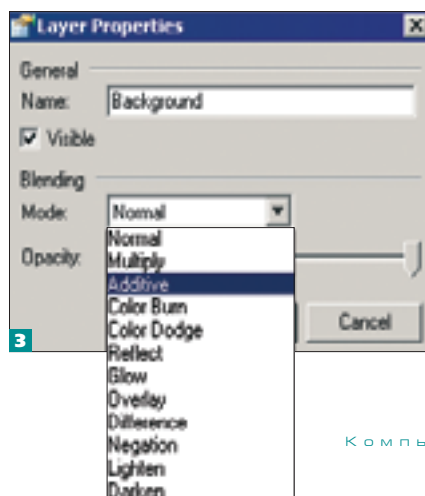 Layer Properties
General
Name: Background
Visible
Blending
Mode: Normal
Normal
Opacity:
Multiply
Additive
Color Burn
Color Dodge
Cancel
3
Reflect
Glow
Overlay
Difference
Negation
Компь
Lighten
Darken